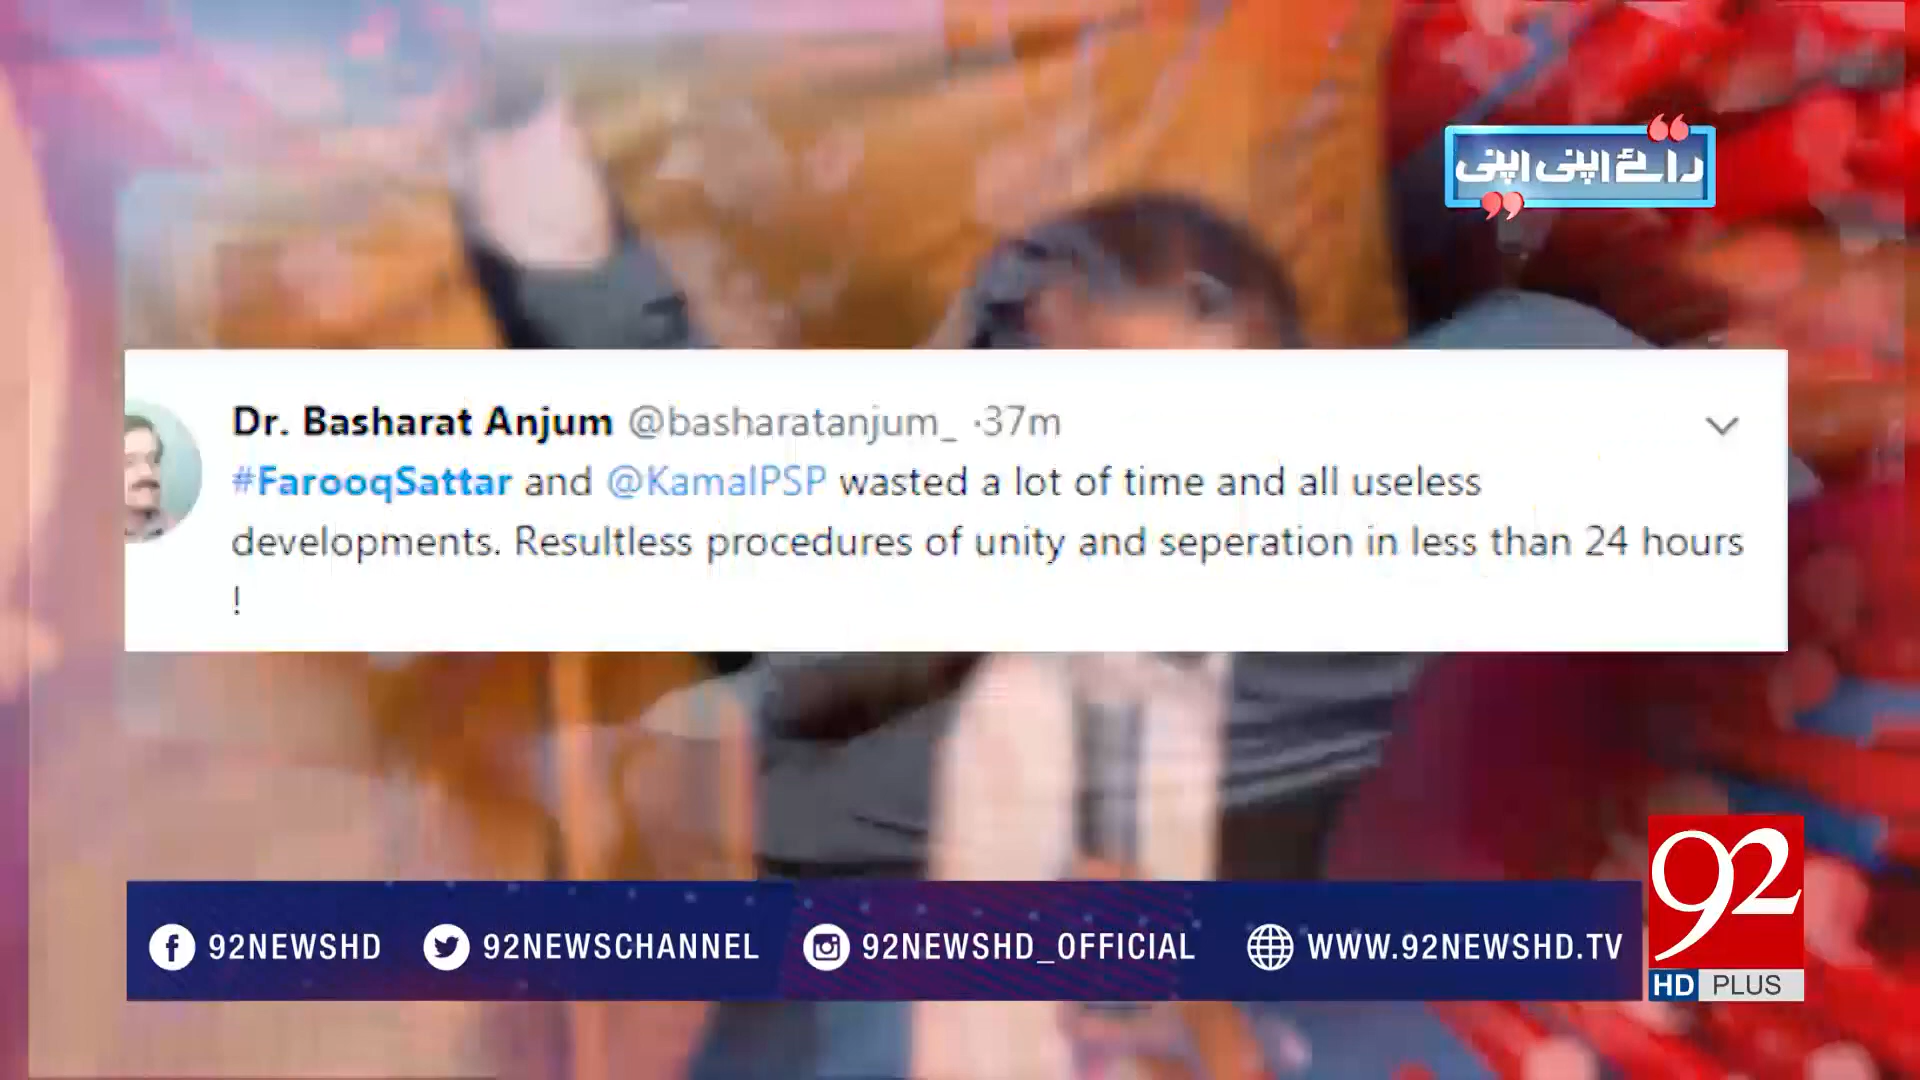 رائے اپنی اپنی
Dr. Basharat Anjum @basharatanjum_ ·37m
#FarooqSattar and @KamalPSP wasted a lot of time and all useless
developments. Resultless procedures of unity and seperation in less than 24 hours
!
92NEWSHD 92NEWSCHANNEL 92NEWSHD_OFFICIAL WWW.92NEWSHD.TV
92
HD PLUS